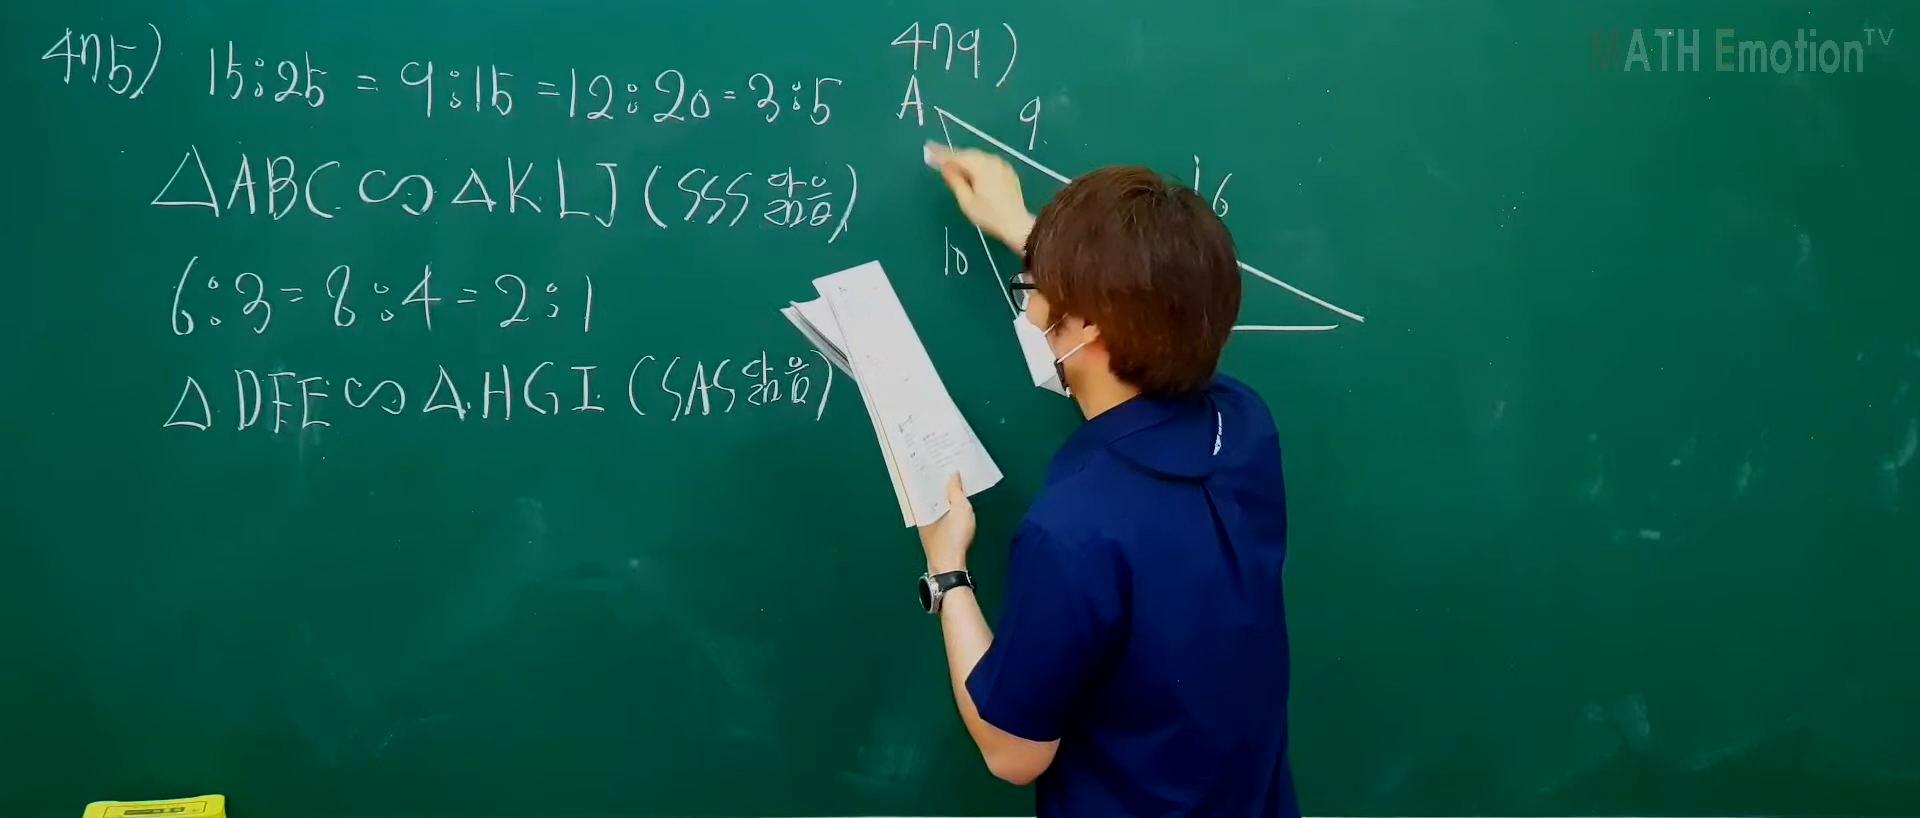 475) 15:25 = 9:15 = 12:20 = 3:5
△ABC ∽ △KLJ (SSS 닮음)
6:3 = 8:4 = 2:1
△DFE ∽ △HGI (SAS 닮음)
479)
A
9
16
10
MATH Emotion TV